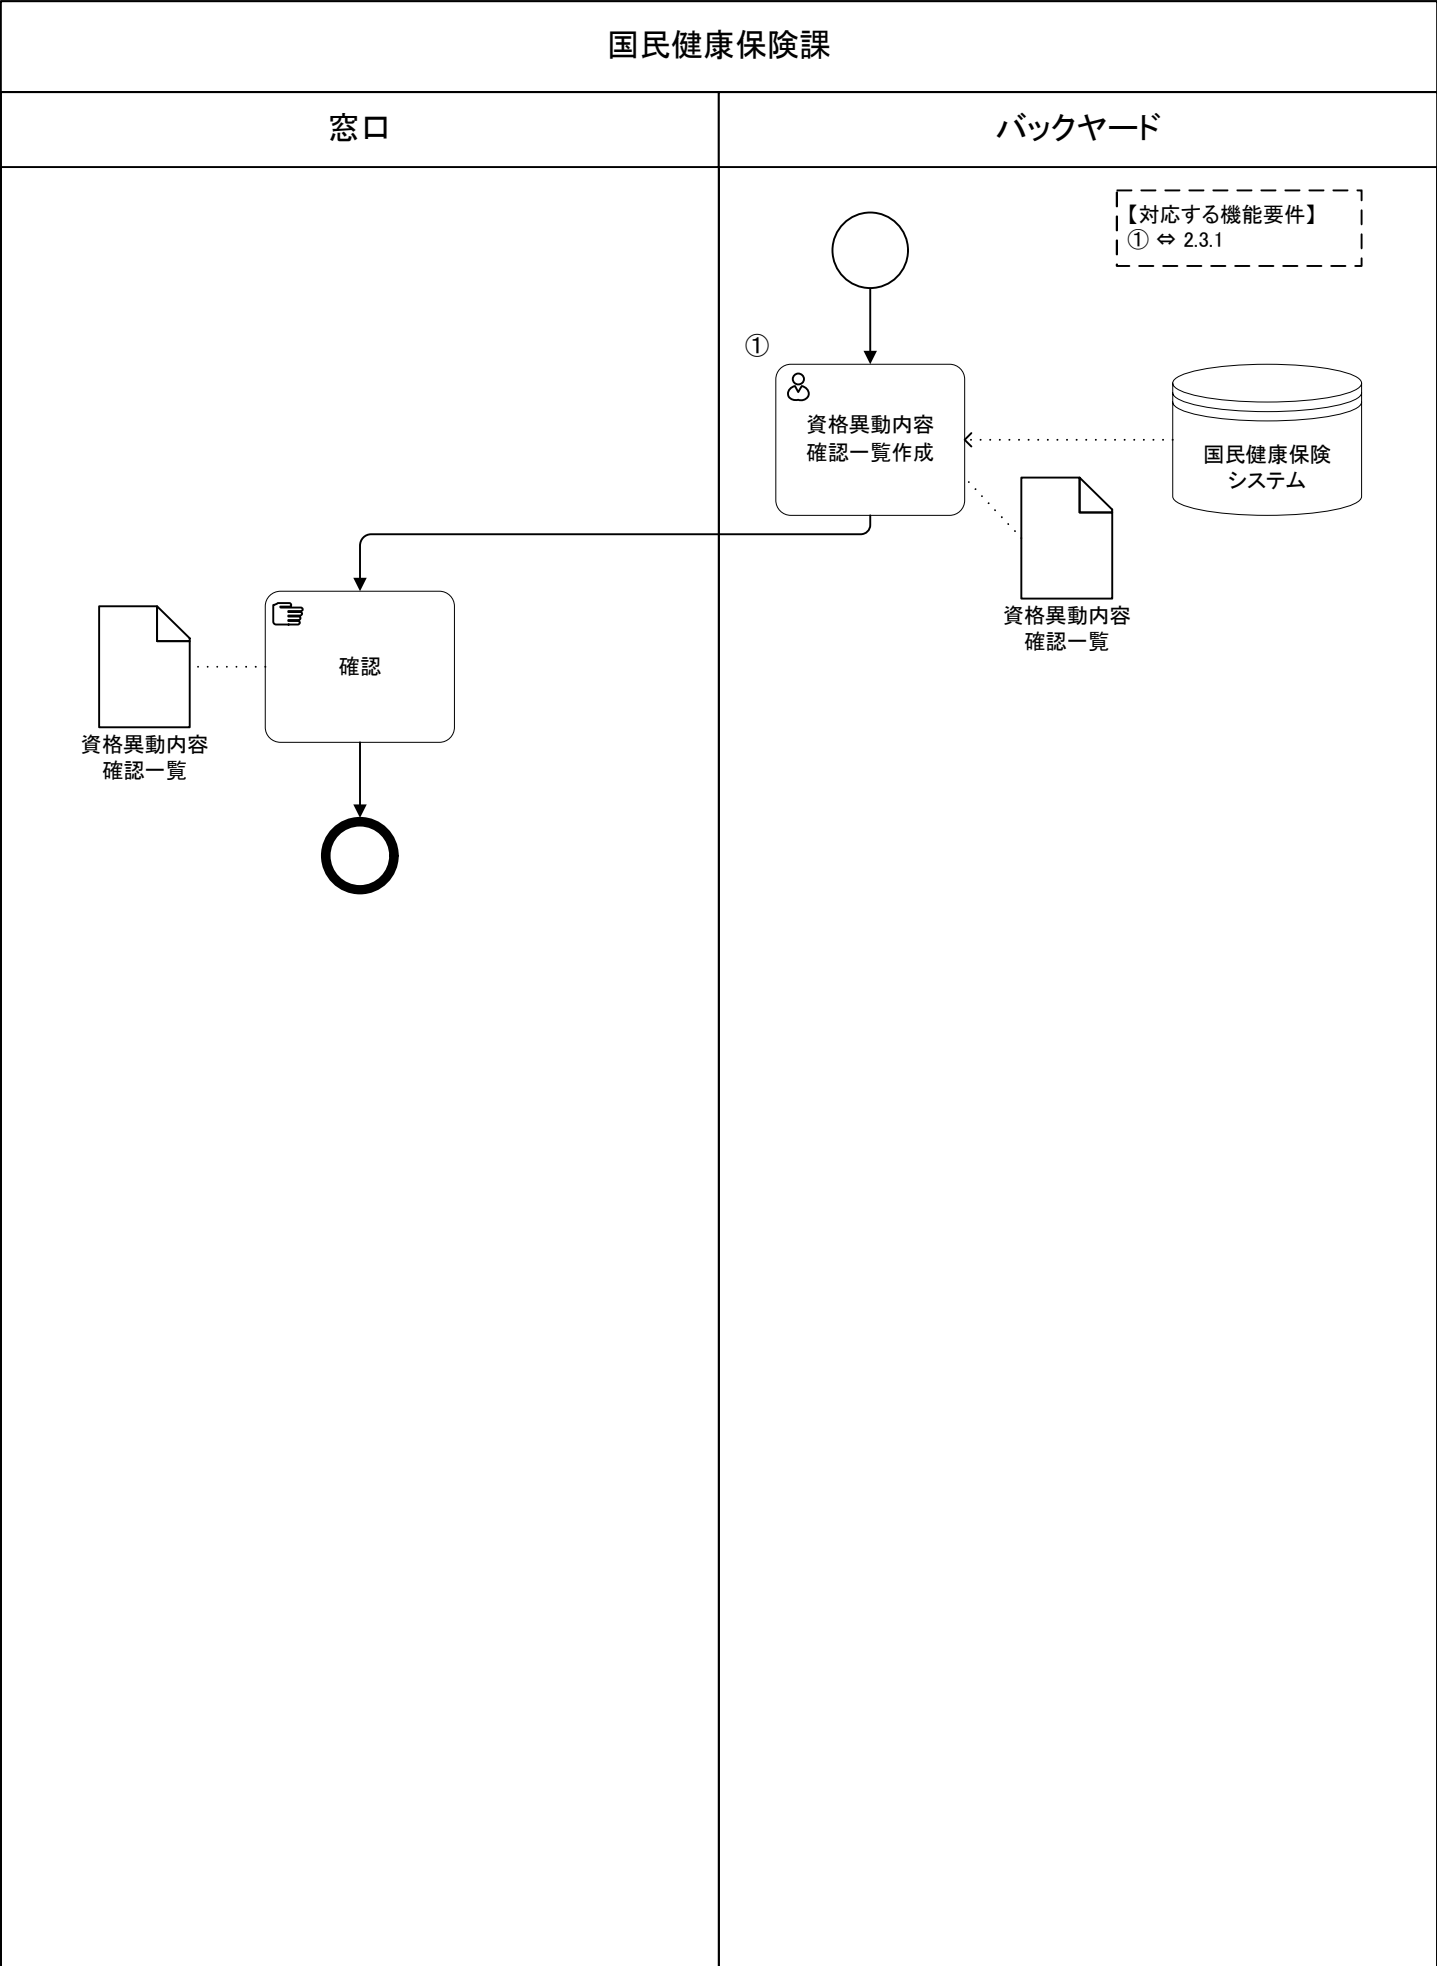 国民健康保険課
窓口
バックヤード
【対応する機能要件】
① ⇔ 2.3.1
①
資格異動内容
確認一覧作成
国民健康保険
システム
資格異動内容
確認一覧
確認
資格異動内容
確認一覧